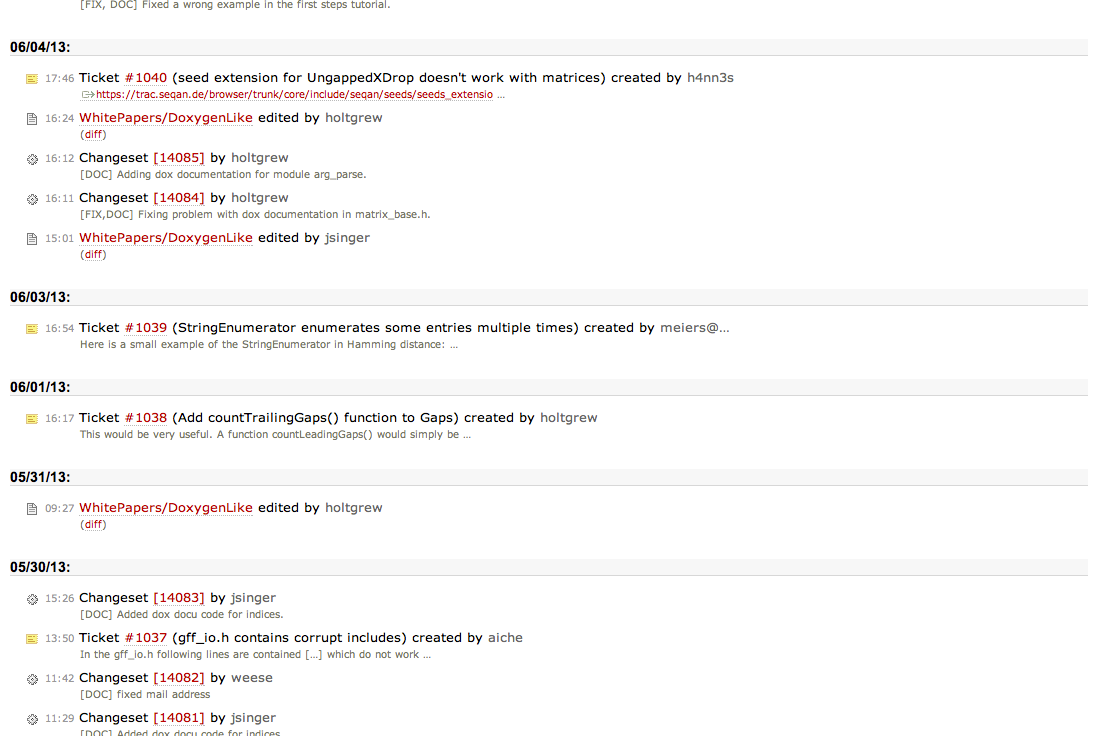 [FIX, DOC] Fixed a wrong example in the first steps tutorial.
06/04/13:
17:46 Ticket #1040 (seed extension for UngappedXDrop doesn't work with matrices) created by h4nn3s
https://trac.seqan.de/browser/trunk/core/include/seqan/seeds/seeds_extensio …
16:24 WhitePapers/DoxygenLike edited by holtgrew
(diff)
16:12 Changeset [14085] by holtgrew
[DOC] Adding dox documentation for module arg_parse.
16:11 Changeset [14084] by holtgrew
[FIX,DOC] Fixing problem with dox documentation in matrix_base.h.
15:01 WhitePapers/DoxygenLike edited by jsinger
(diff)
06/03/13:
16:54 Ticket #1039 (StringEnumerator enumerates some entries multiple times) created by meiers@…
Here is a small example of the StringEnumerator in Hamming distance: …
06/01/13:
16:17 Ticket #1038 (Add countTrailingGaps() function to Gaps) created by holtgrew
This would be very useful. A function countLeadingGaps() would simply be …
05/31/13:
09:27 WhitePapers/DoxygenLike edited by holtgrew
(diff)
05/30/13:
15:26 Changeset [14083] by jsinger
[DOC] Added dox docu code for indices.
13:50 Ticket #1037 (gff_io.h contains corrupt includes) created by aiche
In the gff_io.h following lines are contained […] which do not work …
11:42 Changeset [14082] by weese
[DOC] fixed mail address
11:29 Changeset [14081] by jsinger
[DOC] Added dox docu code for indices